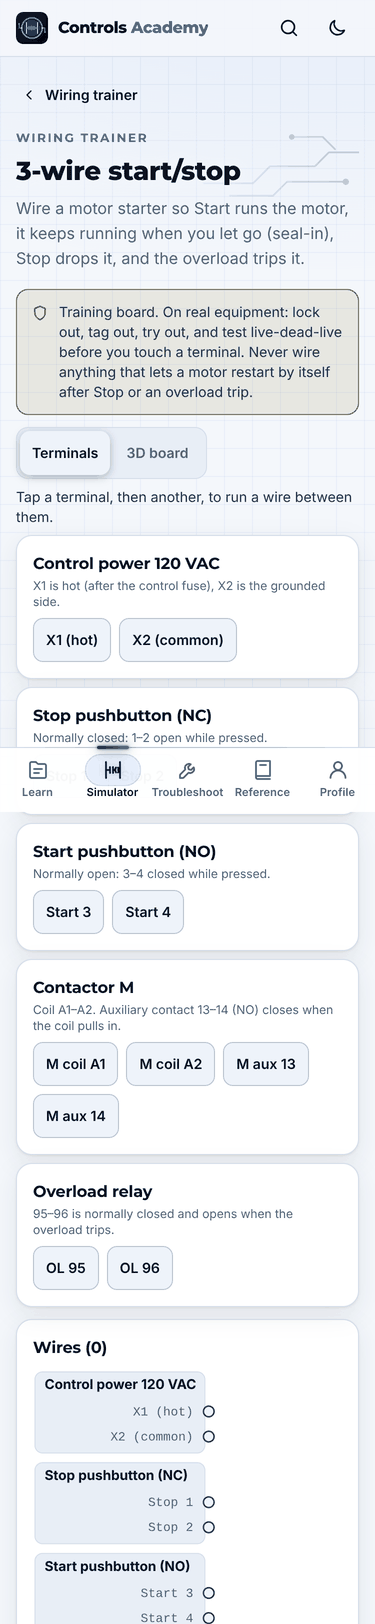 Controls Academy
Wiring trainer
WIRING TRAINER
3-wire start/stop
Wire a motor starter so Start runs the motor,
it keeps running when you let go (seal-in),
Stop drops it, and the overload trips it.
Training board. On real equipment: lock
out, tag out, try out, and test live-dead-live
before you touch a terminal. Never wire
anything that lets a motor restart by itself
after Stop or an overload trip.
Terminals
3D board
Tap a terminal, then another, to run a wire between
them.
Control power 120 VAC
X1 is hot (after the control fuse), X2 is the grounded
side.
X1 (hot)
X2 (common)
Stop pushbutton (NC)
Normally closed: 1–2 open while pressed.
Learn
Simulator
Troubleshoot
Reference
Profile
Start pushbutton (NO)
Normally open: 3–4 closed while pressed.
Start 3
Start 4
Contactor M
Coil A1–A2. Auxiliary contact 13–14 (NO) closes when
the coil pulls in.
M coil A1
M coil A2
M aux 13
M aux 14
Overload relay
95–96 is normally closed and opens when the
overload trips.
OL 95
OL 96
Wires (0)
Control power 120 VAC
X1 (hot)
X2 (common)
Stop pushbutton (NC)
Stop 1
Stop 2
Start pushbutton (NO)
Start 3
Start 4